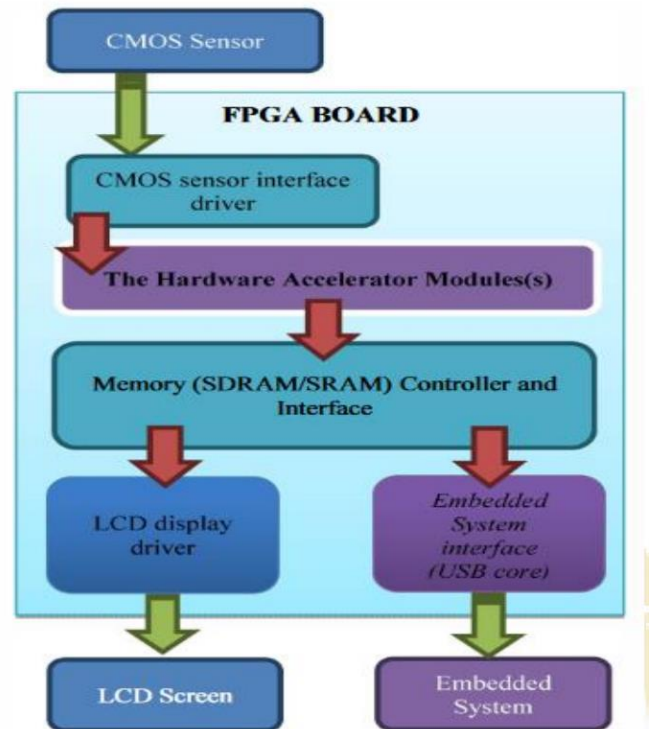 CMOS Sensor
FPGA BOARD
CMOS sensor interface
driver
The Hardware Accelerator Modules(s)
Memory (SDRAM/SRAM) Controller and
Interface
LCD display
driver
Embedded
System
interface
(USB core)
LCD Screen
Embedded
System